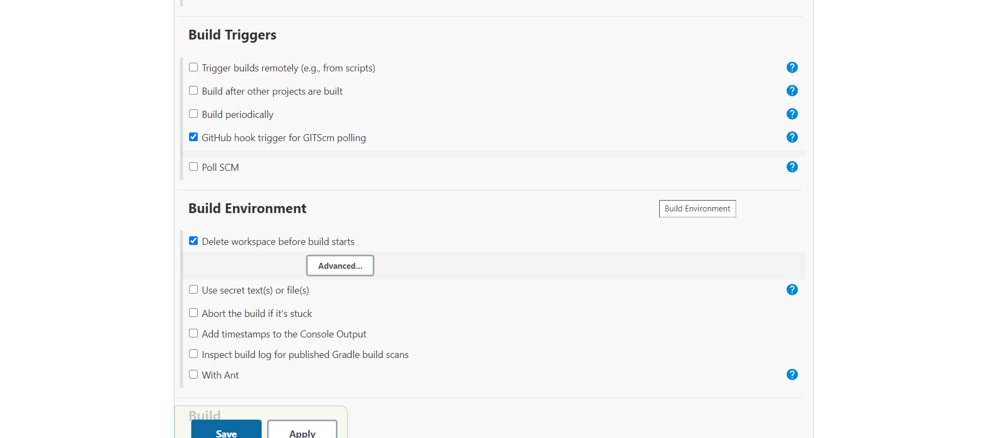 Build Triggers
Trigger builds remotely (e.g., from scripts)
?
Build after other projects are built
?
Build periodically
?
GitHub hook trigger for GITScm polling
?
Poll SCM
?
Build Environment
Build Environment
Delete workspace before build starts
Advanced...
Use secret text(s) or file(s)
?
Abort the build if it's stuck
Add timestamps to the Console Output
Inspect build log for published Gradle build scans
With Ant
?
Build
Save Apply